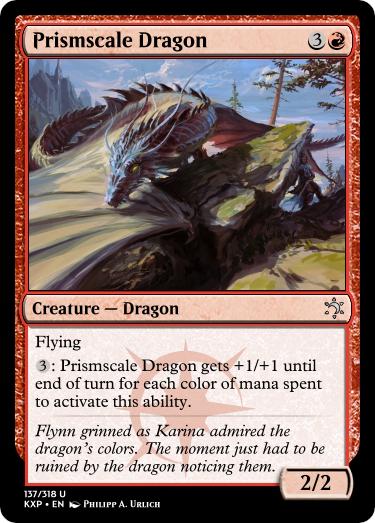 Prismscale Dragon 3
Creature — Dragon
Flying
3: Prismscale Dragon gets +1/+1 until
end of turn for each color of mana spent
to activate this ability.
Flynn grinned as Karina admired the
dragon's colors. The moment just had to be
ruined by the dragon noticing them.
2/2
137/318 U
KXP • EN Philipp A. Urlich